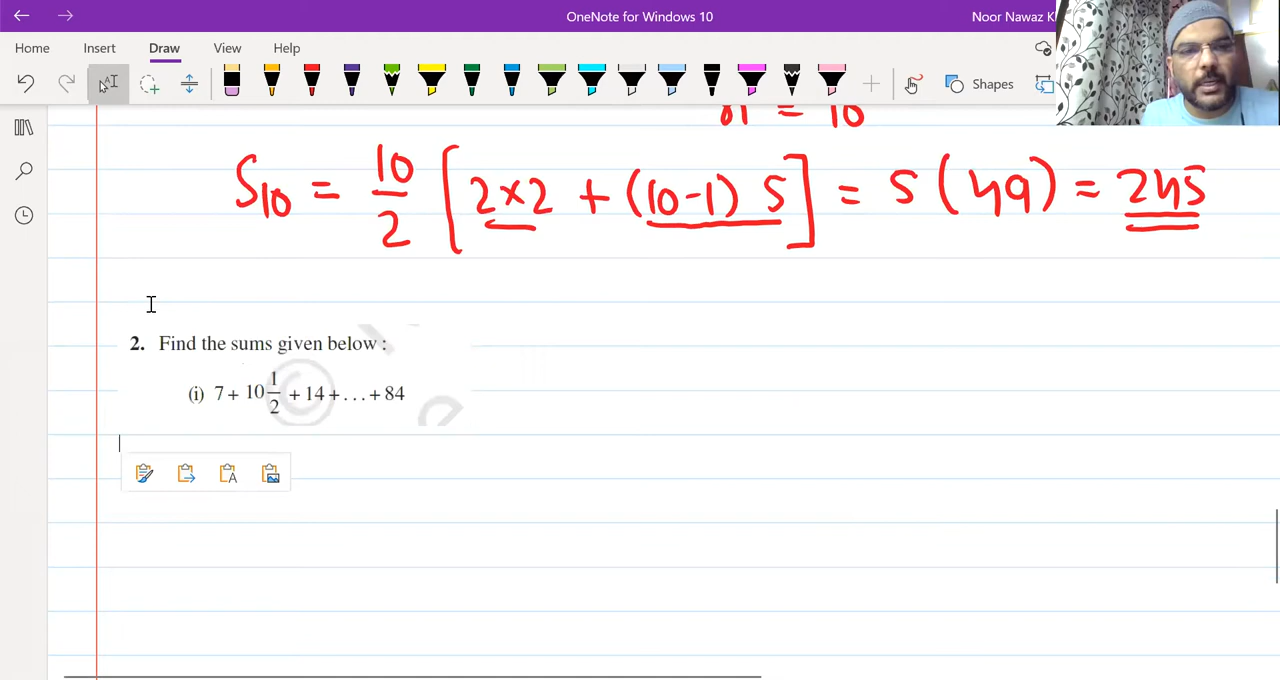 OneNote for Windows 10
Noor Nawaz K
Home Insert Draw View Help
Shapes
n = 10
S10 = 10/2 [2×2 + (10-1) 5] = 5 (49) = 245
2. Find the sums given below :
(i) 7 + 10 1/2 + 14 + . . . + 84